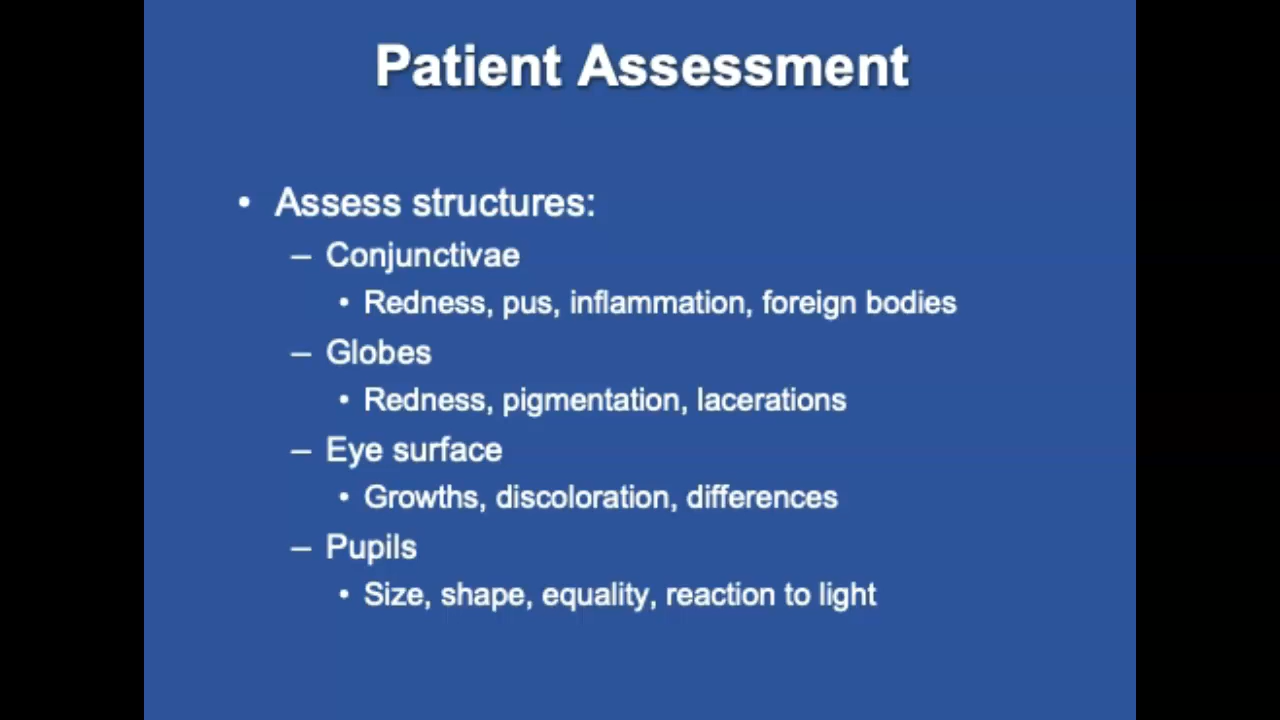 Patient Assessment
• Assess structures:
– Conjunctivae
• Redness, pus, inflammation, foreign bodies
– Globes
• Redness, pigmentation, lacerations
– Eye surface
• Growths, discoloration, differences
– Pupils
• Size, shape, equality, reaction to light